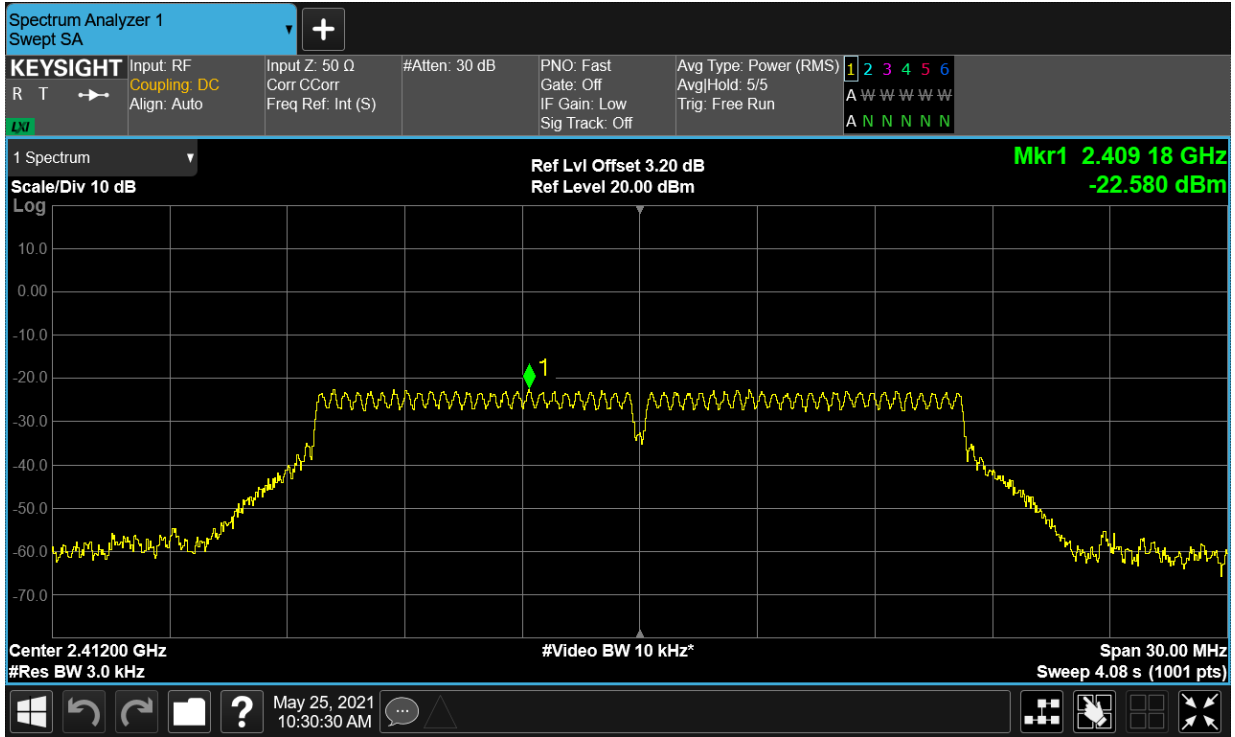 Spectrum Analyzer 1
Swept SA
▼
+
KEYSIGHT
R T
LXI
Input: RF
Coupling: DC
Align: Auto
Input Z: 50 Ω
Corr CCorr
Freq Ref: Int (S)
#Atten: 30 dB
PNO: Fast
Gate: Off
IF Gain: Low
Sig Track: Off
Avg Type: Power (RMS)
Avg|Hold: 5/5
Trig: Free Run
1 2 3 4 5 6
A W W W W W
A N N N N N
1 Spectrum ▼
Scale/Div 10 dB
Log
Ref Lvl Offset 3.20 dB
Ref Level 20.00 dBm
Mkr1 2.409 18 GHz
-22.580 dBm
10.0
0.00
-10.0
-20.0
-30.0
-40.0
-50.0
-60.0
-70.0
1
Center 2.41200 GHz
#Res BW 3.0 kHz
#Video BW 10 kHz*
Span 30.00 MHz
Sweep 4.08 s (1001 pts)
?
May 25, 2021
10:30:30 AM